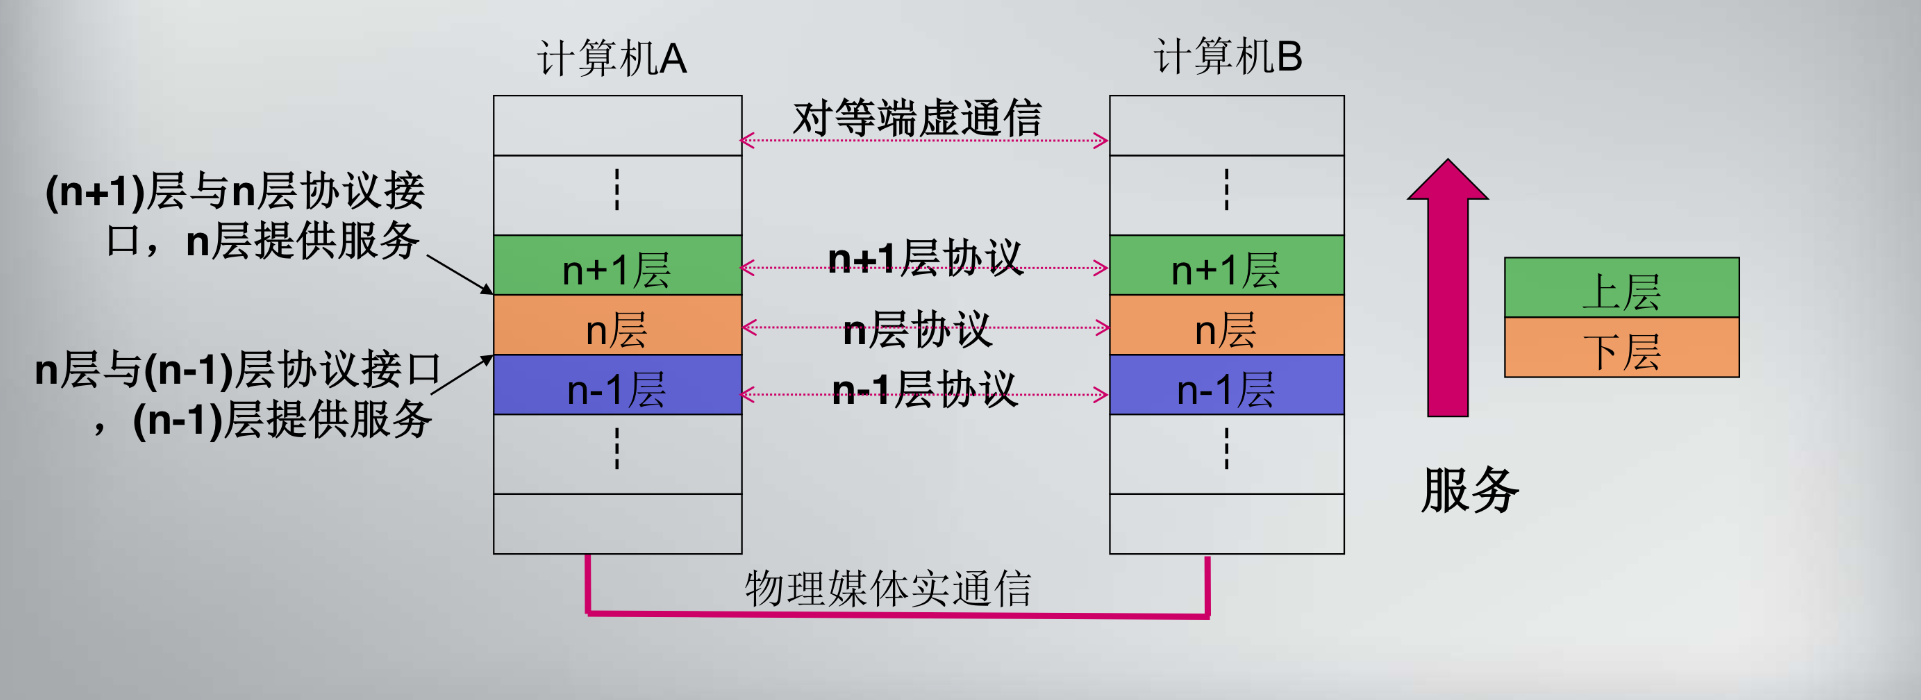 计算机A
计算机B
对等端虚通信
(n+1)层与n层协议接
口，n层提供服务
n+1层
n+1层协议
n+1层
上层
n层
n层协议
n层
下层
n层与(n-1)层协议接口
，(n-1)层提供服务
n-1层
n-1层协议
n-1层
服务
物理媒体实通信